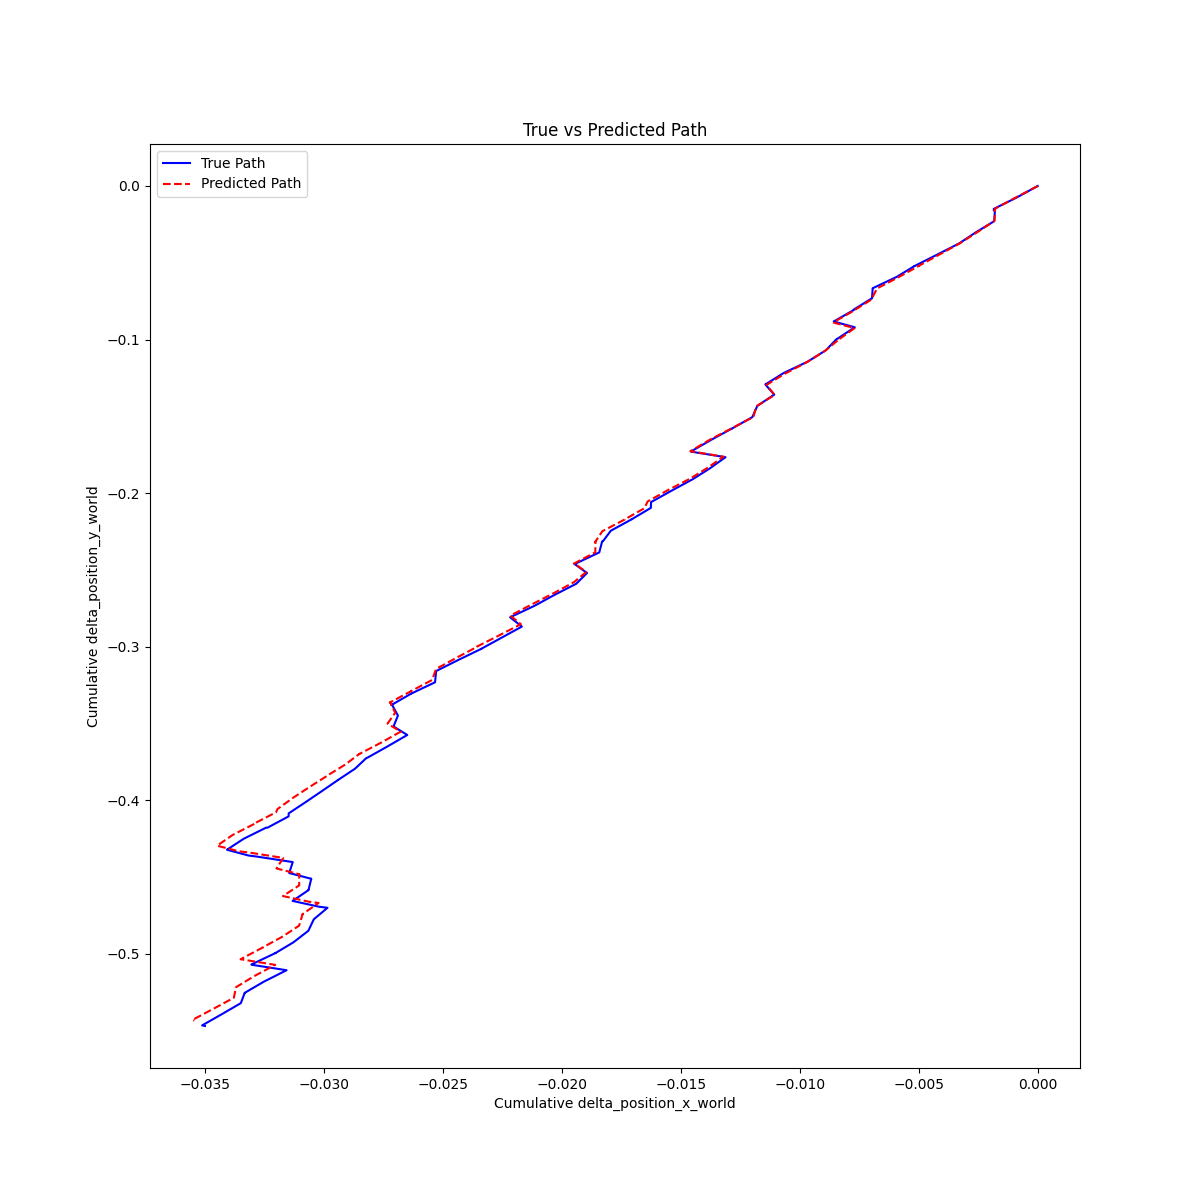 True vs Predicted Path
True Path
Predicted Path
0.0
−0.1
−0.2
−0.3
−0.4
−0.5
Cumulative delta_position_y_world
−0.035 −0.030 −0.025 −0.020 −0.015 −0.010 −0.005 0.000
Cumulative delta_position_x_world